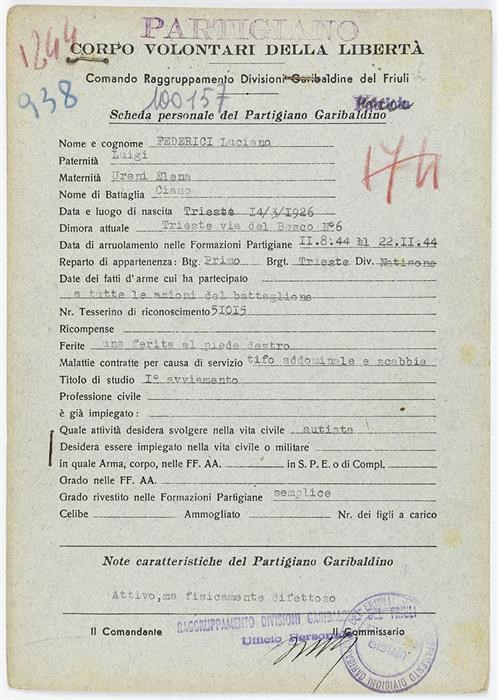 PARTIGIANO
1244
CORPO VOLONTARI DELLA LIBERTÀ
Comando Raggruppamento Divisioni Garibaldine del Friuli
938
100157
Scheda personale del Partigiano Garibaldino
Nome e cognome FEDERICI Luciano
174
Paternità Luigi
Maternità Ureni Elena
Nome di Battaglia Ciano
Data e luogo di nascita Trieste 14/3/1926
Dimora attuale Trieste via del Bosco N°6
Data di arruolamento nelle Formazioni Partigiane II.8.44 al 22.II.44
Reparto di appartenenza: Btg. Primo Brgt. Trieste Div. Natisone
Date dei fatti d'arme cui ha partecipato
a tutte le azioni del battaglione
Nr. Tesserino di riconoscimento 5I0I5
Ricompense
Ferite una ferita al piede destro
Malattie contratte per causa di servizio tifo addominale e scabbia
Titolo di studio I° avviamento
Professione civile
è già impiegato:
Quale attività desidera svolgere nella vita civile autista
Desidera essere impiegato nella vita civile o militare
in quale Arma, corpo, nelle FF. AA. in S. P. E. o di Compl.
Grado nelle FF. AA.
Grado rivestito nelle Formazioni Partigiane semplice
Celibe Ammogliato Nr. dei figli a carico
Note caratteristiche del Partigiano Garibaldino
Attivo, ma fisicamente difettoso
Il Comandante
Il Commissario
RAGGRUPPAMENTO DIVISIONI GARIBALDINE
Ufficio Personale